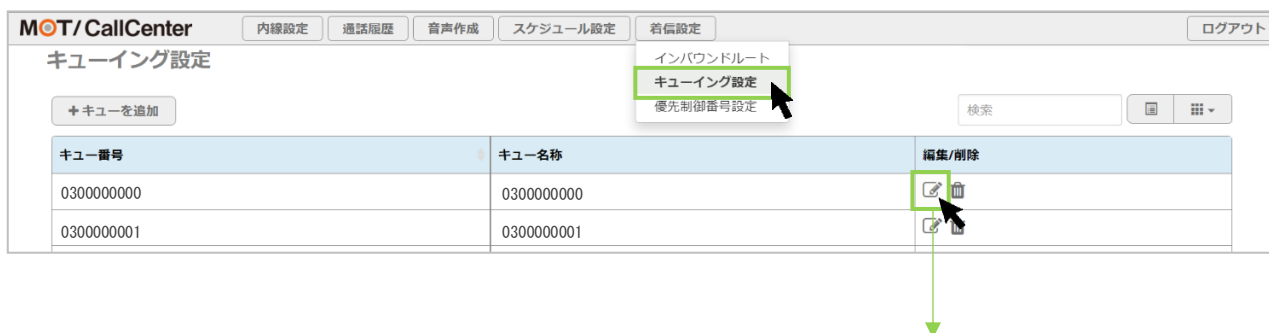 MOT/CallCenter 内線設定 通話履歴 音声作成 スケジュール設定 着信設定 ログアウト
キューイング設定
インバウンドルート
キューイング設定
優先制御番号設定
+キューを追加 検索
キュー番号 キュー名称 編集/削除
0300000000 0300000000
0300000001 0300000001